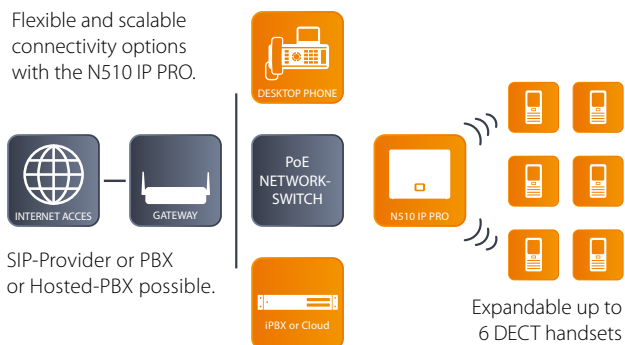 Flexible and scalable
connectivity options
with the N510 IP PRO.
DESKTOP PHONE
INTERNET ACCES
GATEWAY
PoE
NETWORK-
SWITCH
N510 IP PRO
SIP-Provider or PBX
or Hosted-PBX possible.
iPBX or Cloud
Expandable up to
6 DECT handsets